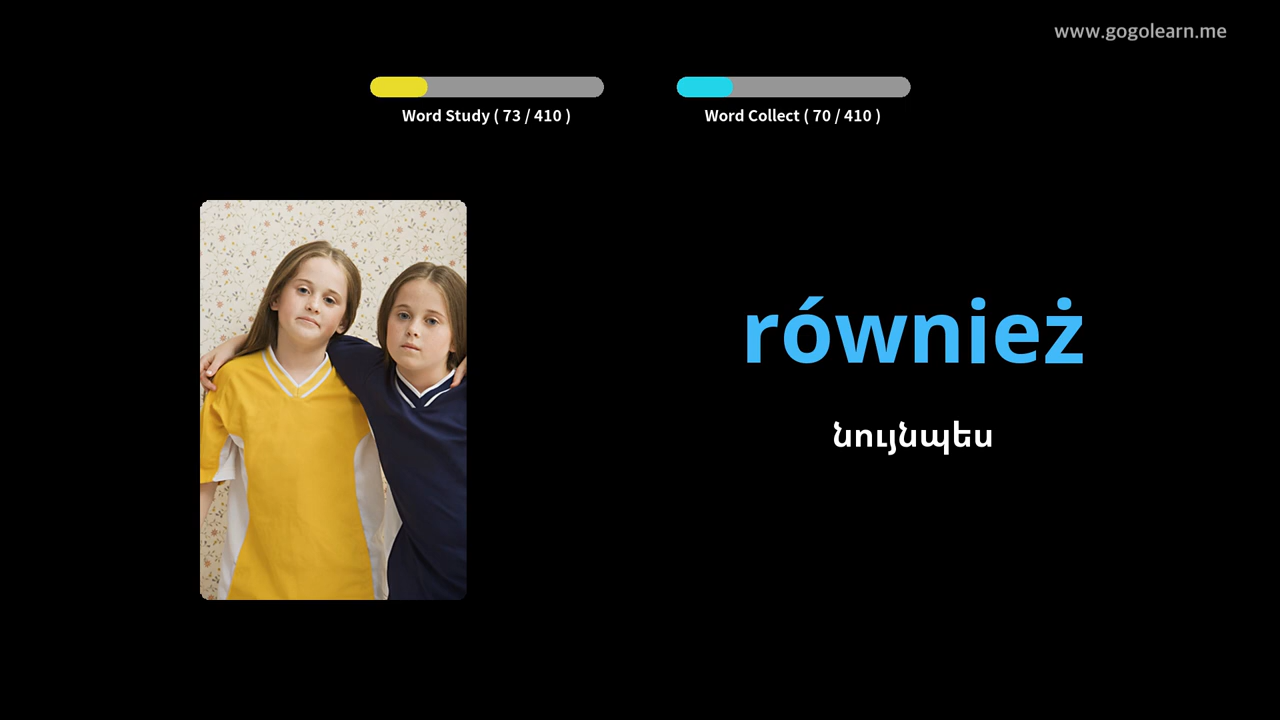 www.gogolearn.me
Word Study ( 73 / 410 )
Word Collect ( 70 / 410 )
również
նույնպես